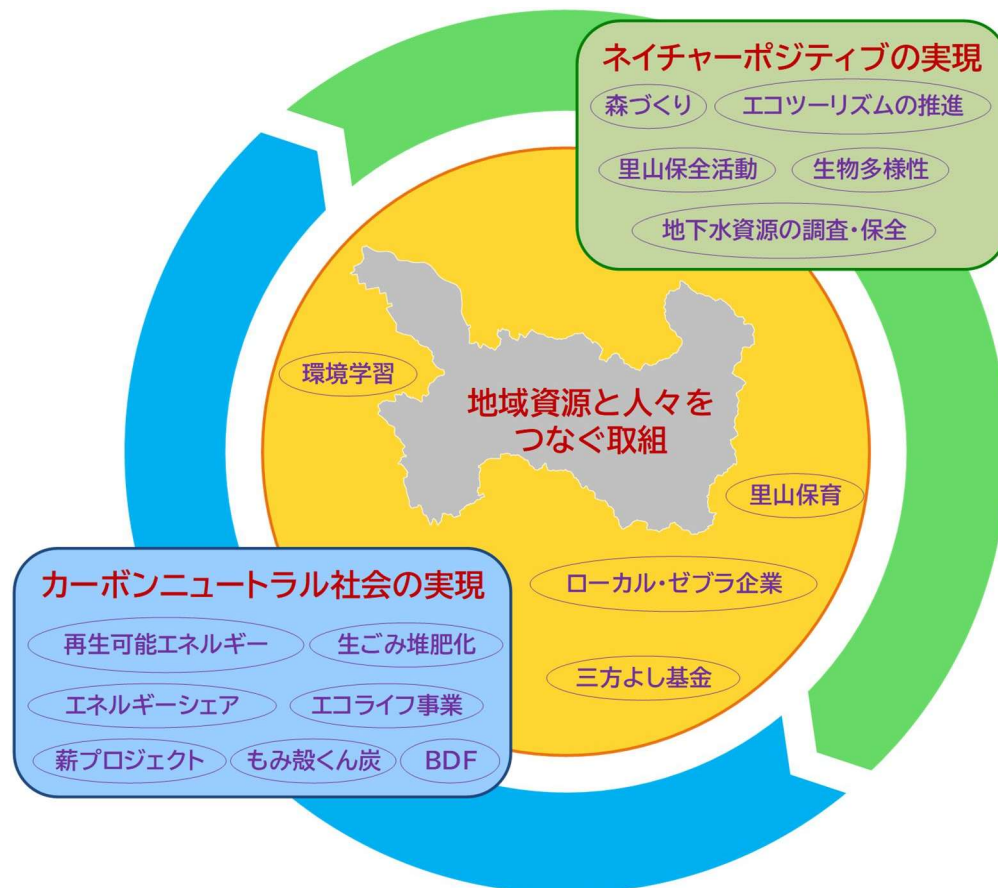 ネイチャーポジティブの実現
森づくり
エコツーリズムの推進
里山保全活動
生物多様性
地下水資源の調査・保全
環境学習
地域資源と人々を
つなぐ取組
里山保育
ローカル・ゼブラ企業
三方よし基金
カーボンニュートラル社会の実現
再生可能エネルギー
生ごみ堆肥化
エネルギーシェア
エコライフ事業
薪プロジェクト
もみ殻くん炭
BDF